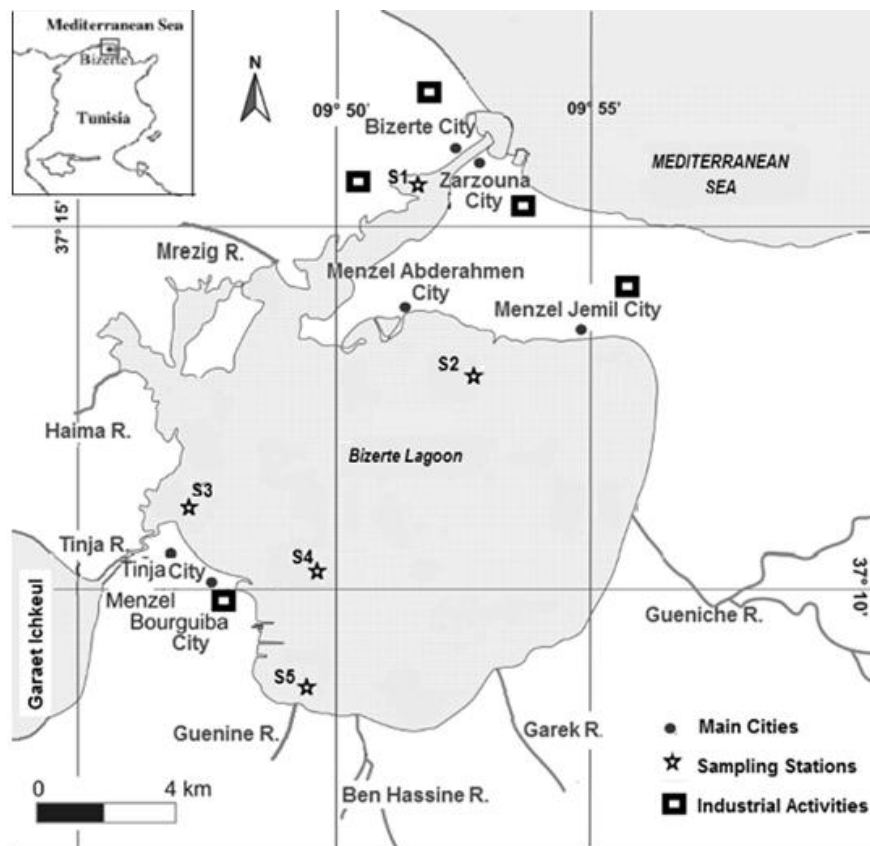 Mediterranean Sea
Bizerte
Tunisia
N
09° 50'
09° 55'
Bizerte City
MEDITERRANEAN
SEA
S1
Zarzouna
City
37° 15'
Mrezig R.
Menzel Abderahmen
City
Menzel Jemil City
S2
Haima R.
Bizerte Lagoon
S3
Tinja R.
Tinja City
S4
37° 10'
Garaet Ichkeul
Menzel
Bourguiba
City
Gueniche R.
S5
Guenine R.
Garek R.
Ben Hassine R.
Main Cities
Sampling Stations
Industrial Activities
0 4 km